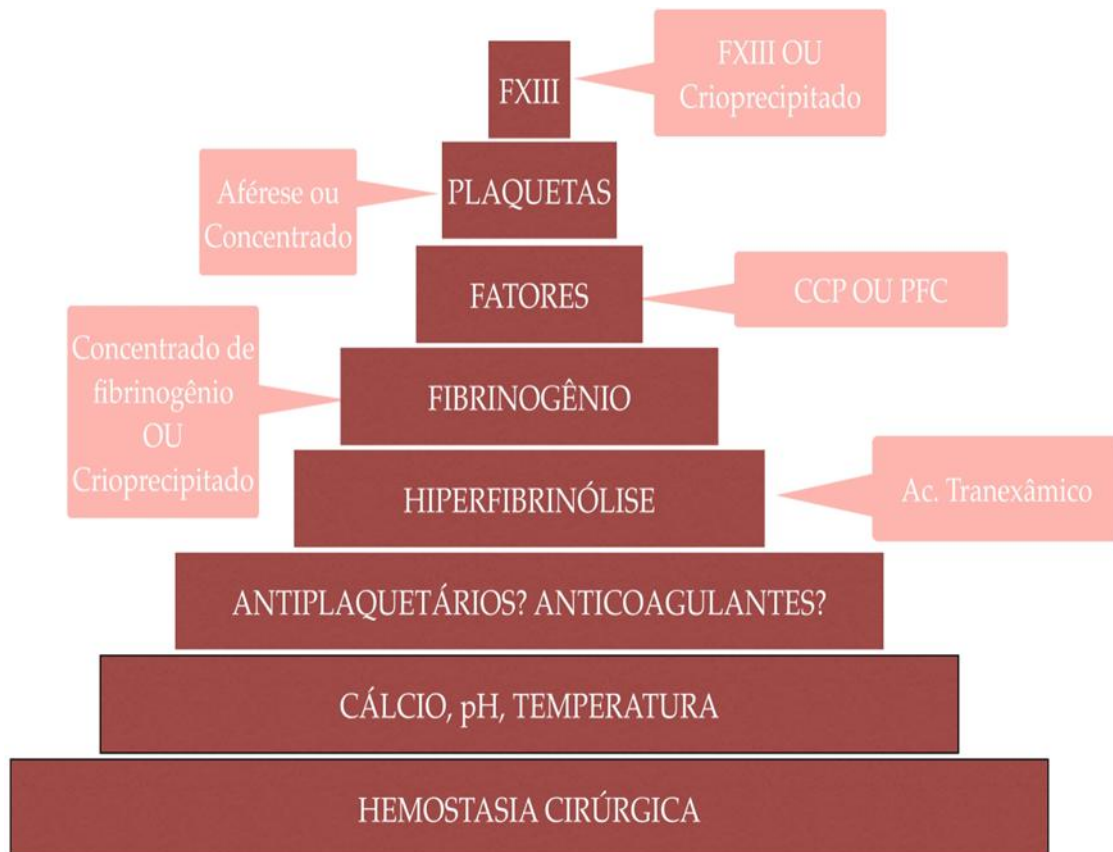 FXIII
FXIII OU
Crioprecipitado
PLAQUETAS
Aférese ou
Concentrado
FATORES
CCP OU PFC
FIBRINOGÊNIO
Concentrado de
fibrinogênio
OU
Crioprecipitado
HIPERFIBRINÓLISE
Ac. Tranexâmico
ANTIPLAQUETÁRIOS? ANTICOAGULANTES?
CÁLCIO, pH, TEMPERATURA
HEMOSTASIA CIRÚRGICA